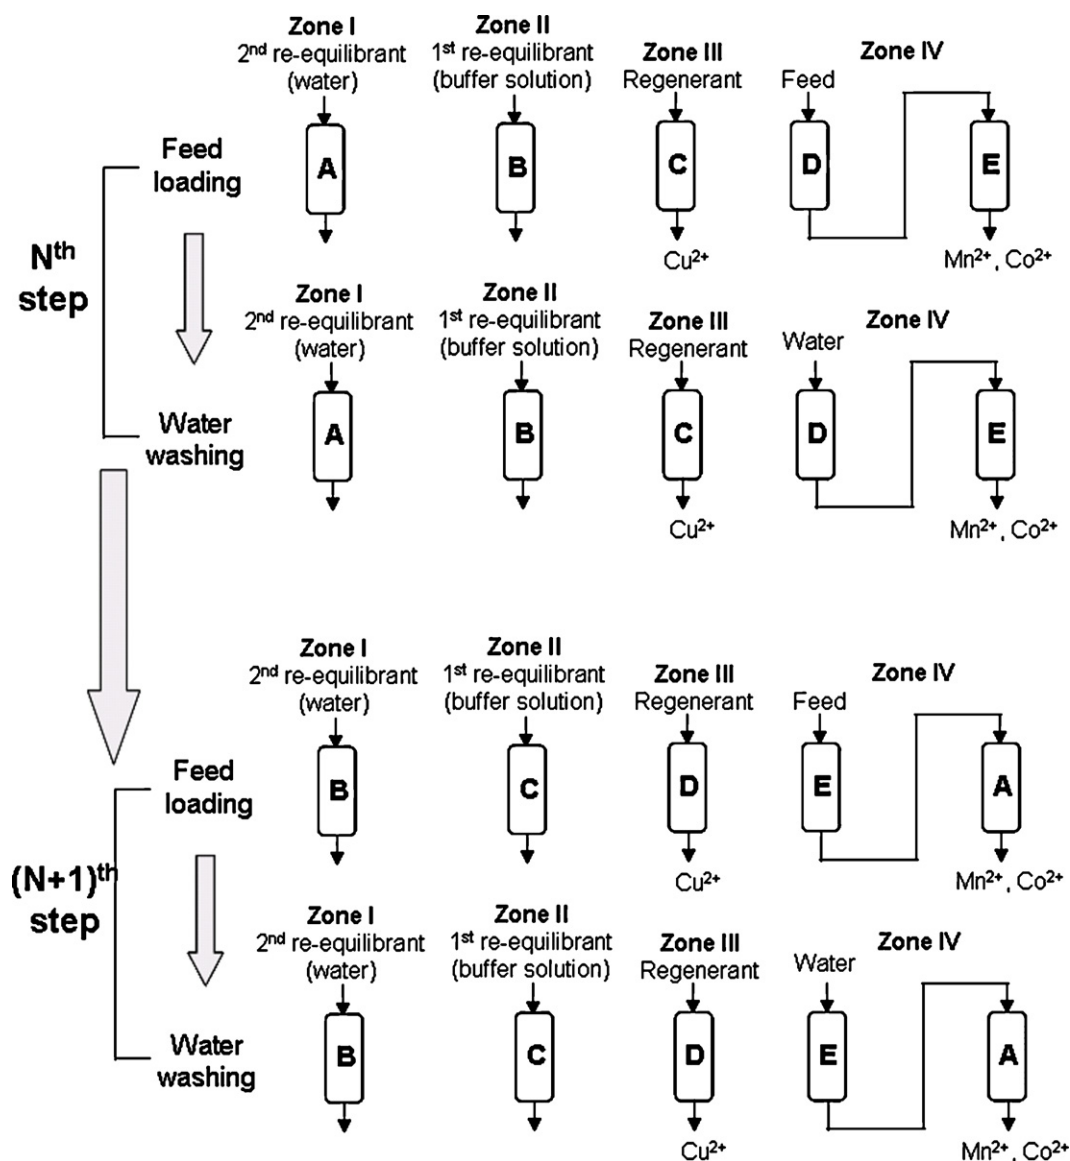 Zone I
2nd re-equilibrant
(water)
Zone II
1st re-equilibrant
(buffer solution)
Zone III
Regenerant
Zone IV
Feed
Feed
loading
A
B
C
D
E
Cu2+
Mn2+, Co2+
Nth
step
Zone I
2nd re-equilibrant
(water)
Zone II
1st re-equilibrant
(buffer solution)
Zone III
Regenerant
Zone IV
Water
Water
washing
A
B
C
D
E
Cu2+
Mn2+, Co2+
Zone I
2nd re-equilibrant
(water)
Zone II
1st re-equilibrant
(buffer solution)
Zone III
Regenerant
Zone IV
Feed
Feed
loading
B
C
D
E
A
Cu2+
Mn2+, Co2+
(N+1)th
step
Zone I
2nd re-equilibrant
(water)
Zone II
1st re-equilibrant
(buffer solution)
Zone III
Regenerant
Zone IV
Water
Water
washing
B
C
D
E
A
Cu2+
Mn2+, Co2+